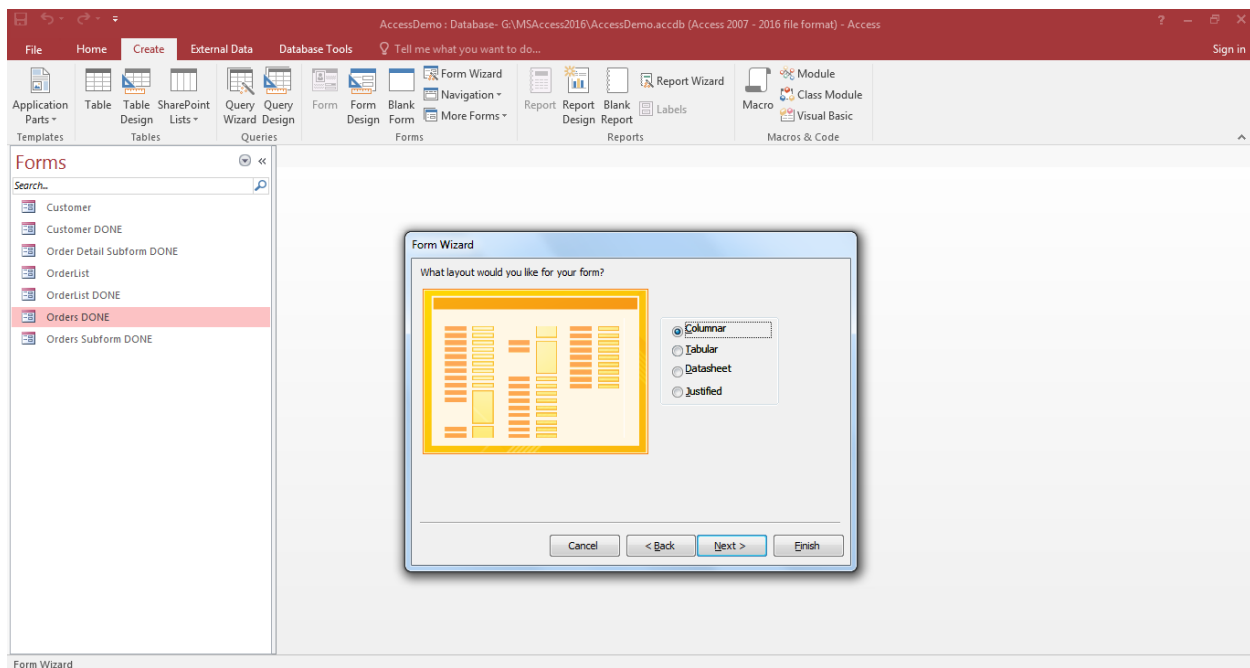 AccessDemo : Database- G:\MSAccess2016\AccessDemo.accdb (Access 2007 - 2016 file format) - Access
?
File Home Create External Data Database Tools Tell me what you want to do... Sign in
Application Parts
Table
Table Design
SharePoint Lists
Query Wizard
Query Design
Form
Form Design
Blank Form
Form Wizard
Navigation
More Forms
Report
Report Design
Blank Report
Report Wizard
Labels
Macro
Module
Class Module
Visual Basic
Templates Tables Queries Forms Reports Macros & Code
Forms
«
Search...
Customer
Customer DONE
Order Detail Subform DONE
OrderList
OrderList DONE
Orders DONE
Orders Subform DONE
Form Wizard
What layout would you like for your form?
Columnar
Tabular
Datasheet
Justified
Cancel < Back Next > Finish
Form Wizard